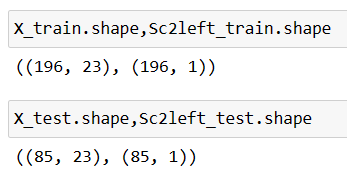 X_train.shape,Sc2left_train.shape
((196, 23), (196, 1))
X_test.shape,Sc2left_test.shape
((85, 23), (85, 1))